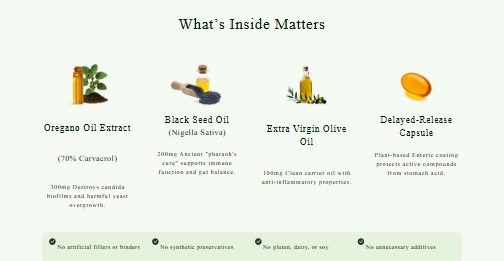 What's Inside Matters
Oregano Oil Extract
(70% Carvacrol)
300mg Destroys candida
biofilms and harmful yeast
overgrowth.
Black Seed Oil
(Nigella Sativa)
200mg Ancient "pharaoh's
cure" supports immune
function and gut balance.
Extra Virgin Olive
Oil
100mg Clean carrier oil with
anti-inflammatory properties.
Delayed-Release
Capsule
Plant-based Enteric coating
protects active compounds
from stomach acid.
No artificial fillers or binders
No synthetic preservatives
No gluten, dairy, or soy
No unnecessary additives